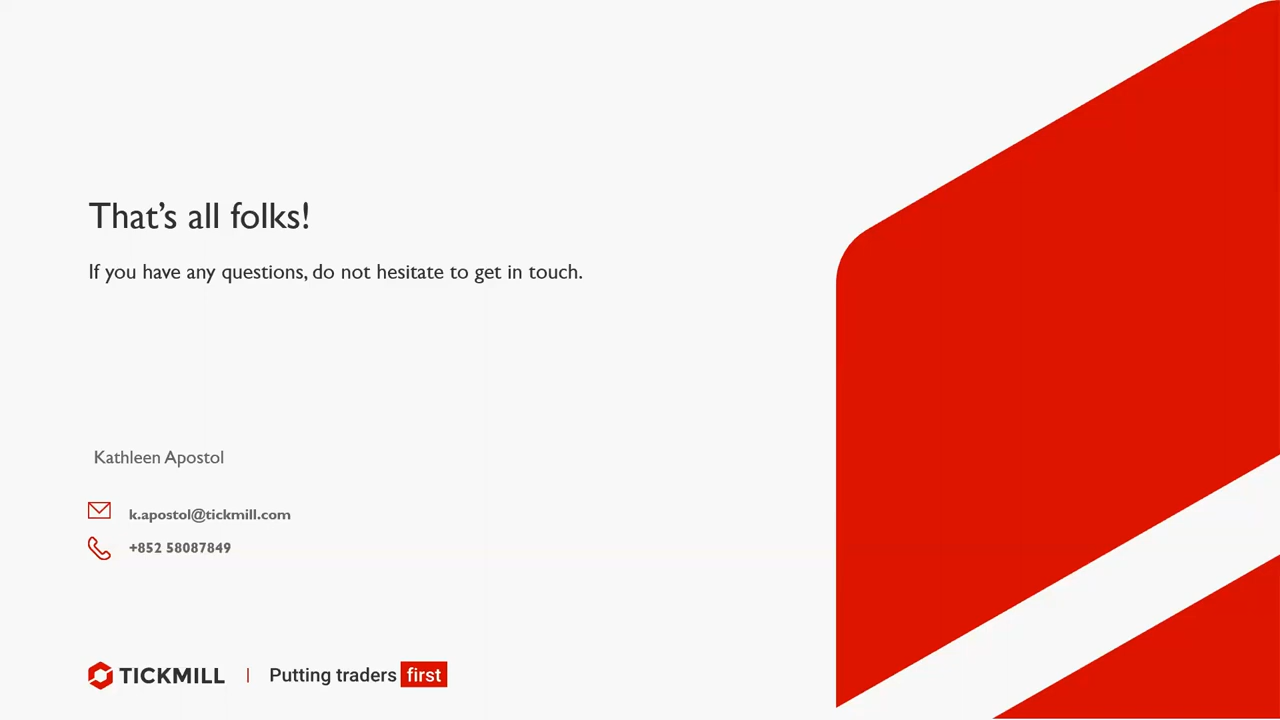 That’s all folks!
If you have any questions, do not hesitate to get in touch.
Kathleen Apostol
k.apostol@tickmill.com
+852 58087849
TICKMILL | Putting traders first